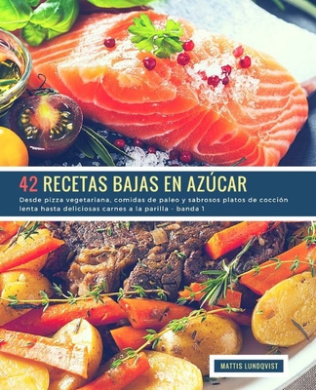 42 RECETAS BAJAS EN AZÚCAR
Desde pizza vegetariana, comidas de paleo y sabrosos platos de cocción
lenta hasta deliciosas carnes a la parilla - banda 1
MATTIS LUNDQVIST